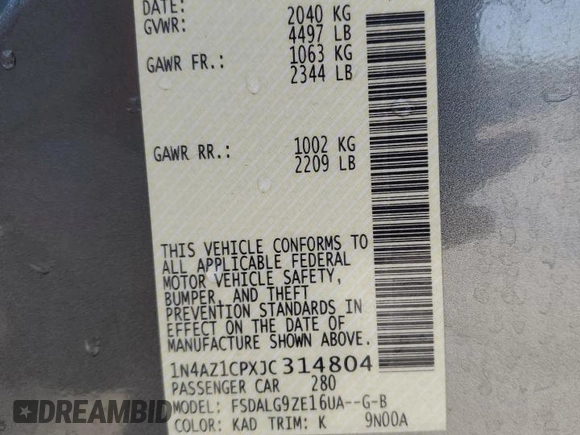 DATE:
GVWR: 2040 KG
4497 LB
GAWR FR.: 1063 KG
2344 LB
GAWR RR.: 1002 KG
2209 LB
THIS VEHICLE CONFORMS TO
ALL APPLICABLE FEDERAL
MOTOR VEHICLE SAFETY,
BUMPER, AND THEFT
PREVENTION STANDARDS IN
EFFECT ON THE DATE OF
MANUFACTURE SHOWN ABOVE.
1N4AZ1CPXJC314804
PASSENGER CAR 280
MODEL: FSDALG9ZE16UA--G-B
COLOR: KAD TRIM: K 9N00A
FAX.info